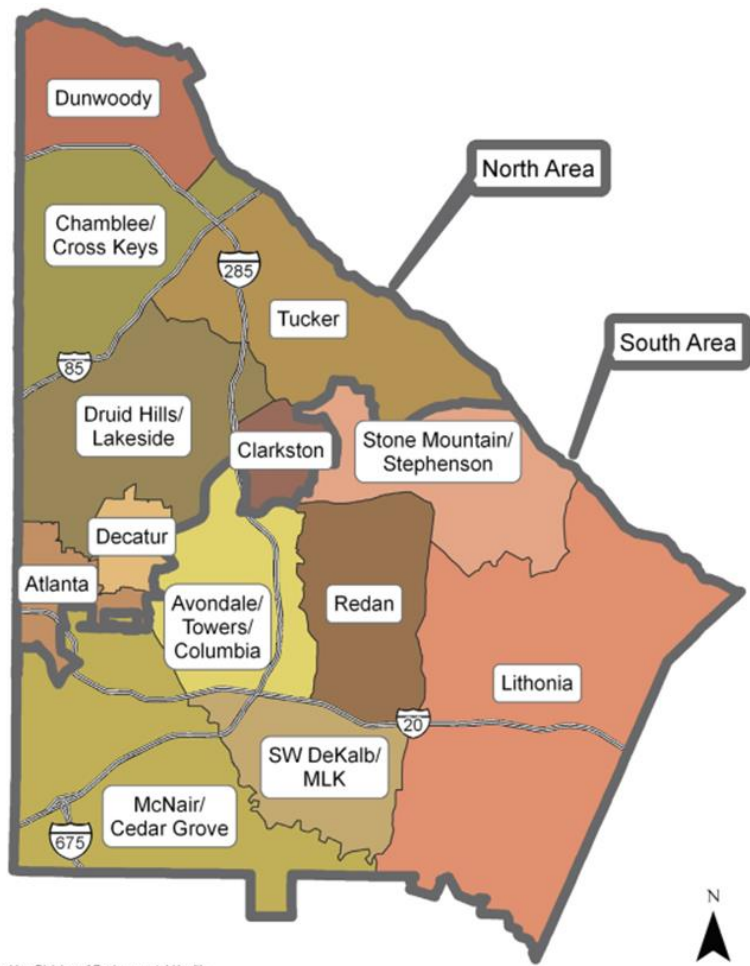 Dunwoody
North Area
Chamblee/
Cross Keys
285
Tucker
South Area
85
Druid Hills/
Lakeside
Clarkston
Stone Mountain/
Stephenson
Decatur
Atlanta
Avondale/
Towers/
Columbia
Redan
Lithonia
20
SW DeKalb/
MLK
McNair/
Cedar Grove
675
N